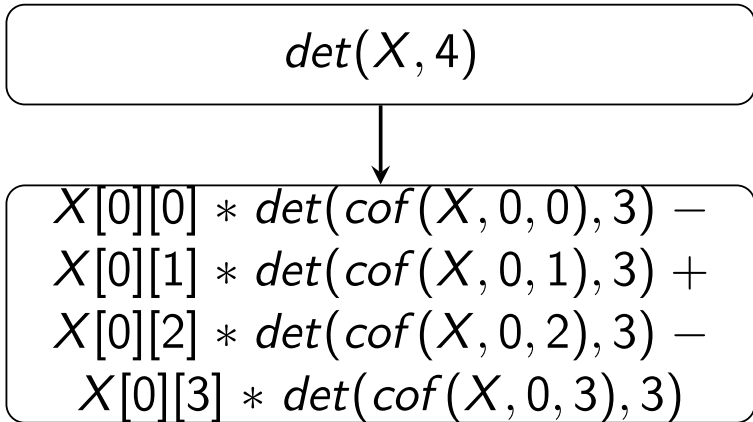 det(X, 4)
X[0][0] ∗ det(cof(X, 0, 0), 3) −
X[0][1] ∗ det(cof(X, 0, 1), 3) +
X[0][2] ∗ det(cof(X, 0, 2), 3) −
X[0][3] ∗ det(cof(X, 0, 3), 3)